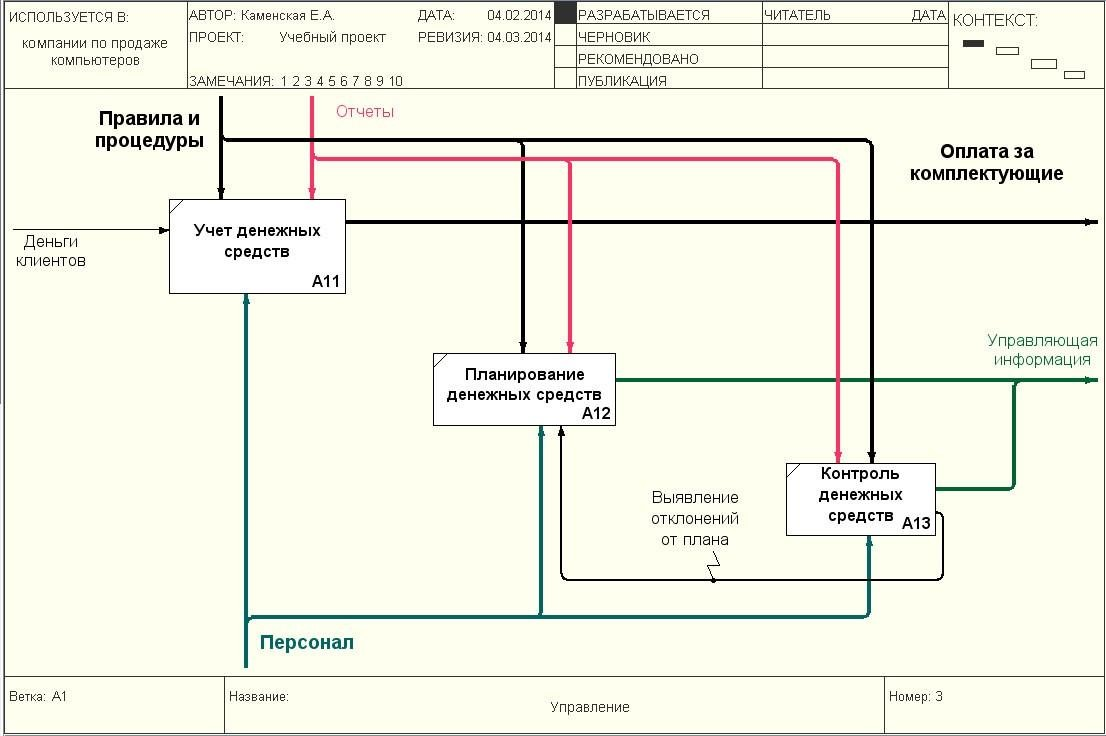 ИСПОЛЬЗУЕТСЯ В:
компании по продаже
компьютеров
АВТОР: Каменская Е.А.
ДАТА: 04.02.2014
ПРОЕКТ: Учебный проект
РЕВИЗИЯ: 04.03.2014
ЗАМЕЧАНИЯ: 1 2 3 4 5 6 7 8 9 10
РАЗРАБАТЫВАЕТСЯ
ЧЕРНОВИК
РЕКОМЕНДОВАНО
ПУБЛИКАЦИЯ
ЧИТАТЕЛЬ ДАТА
КОНТЕКСТ:
Правила и
процедуры
Отчеты
Оплата за
комплектующие
Деньги
клиентов
Учет денежных
средств
A11
Управляющая
информация
Планирование
денежных средств
A12
Контроль
денежных
средств
A13
Выявление
отклонений
от плана
Персонал
Ветка: A1
Название:
Управление
Номер: 3